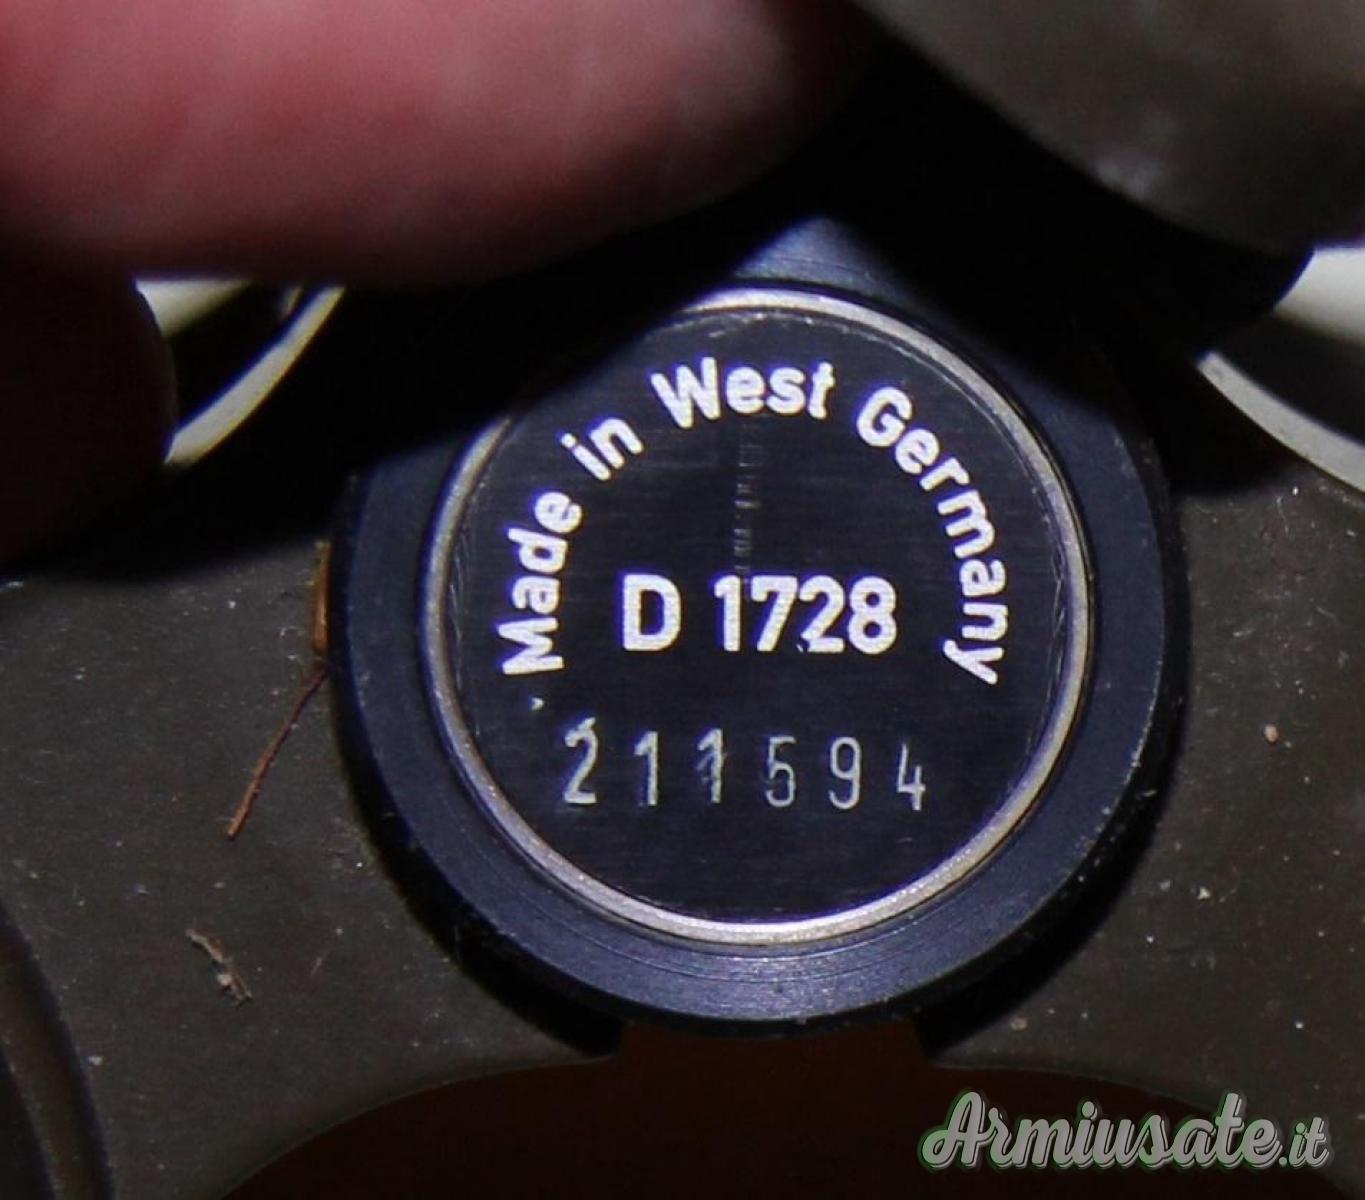 Made in West Germany
D 1728
211594
Armiusate.it